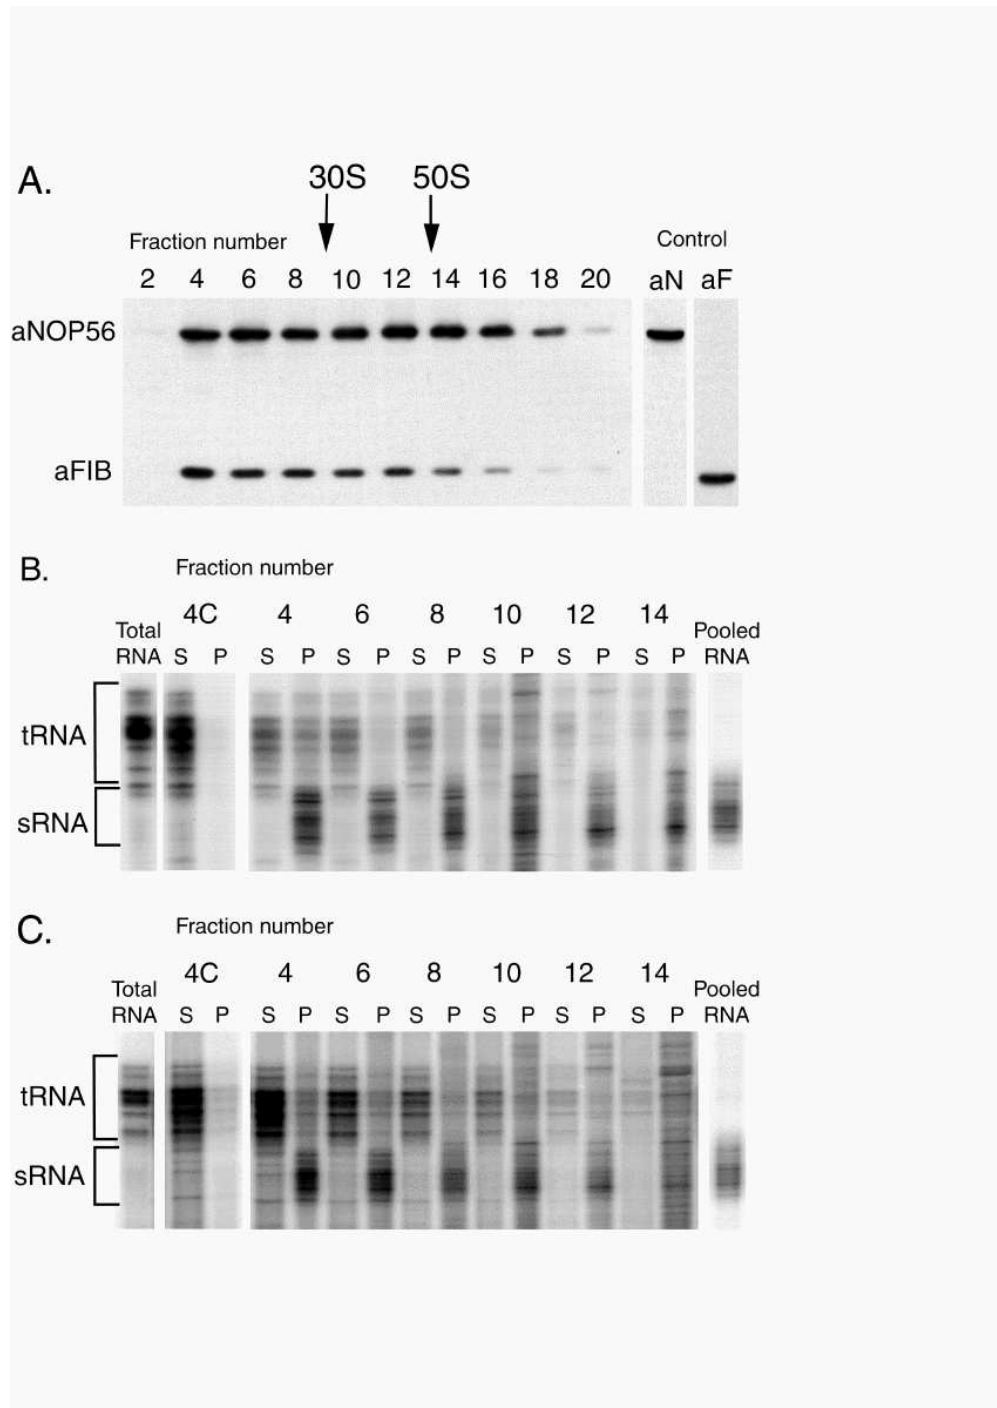 A.
30S 50S
Fraction number
Control
2 4 6 8 10 12 14 16 18 20 aN aF
aNOP56
aFIB
B.
Fraction number
4C 4 6 8 10 12 14
Total RNA
Pooled RNA
S P S P S P S P S P S P S P
tRNA
sRNA
C.
Fraction number
4C 4 6 8 10 12 14
Total RNA
Pooled RNA
S P S P S P S P S P S P S P
tRNA
sRNA